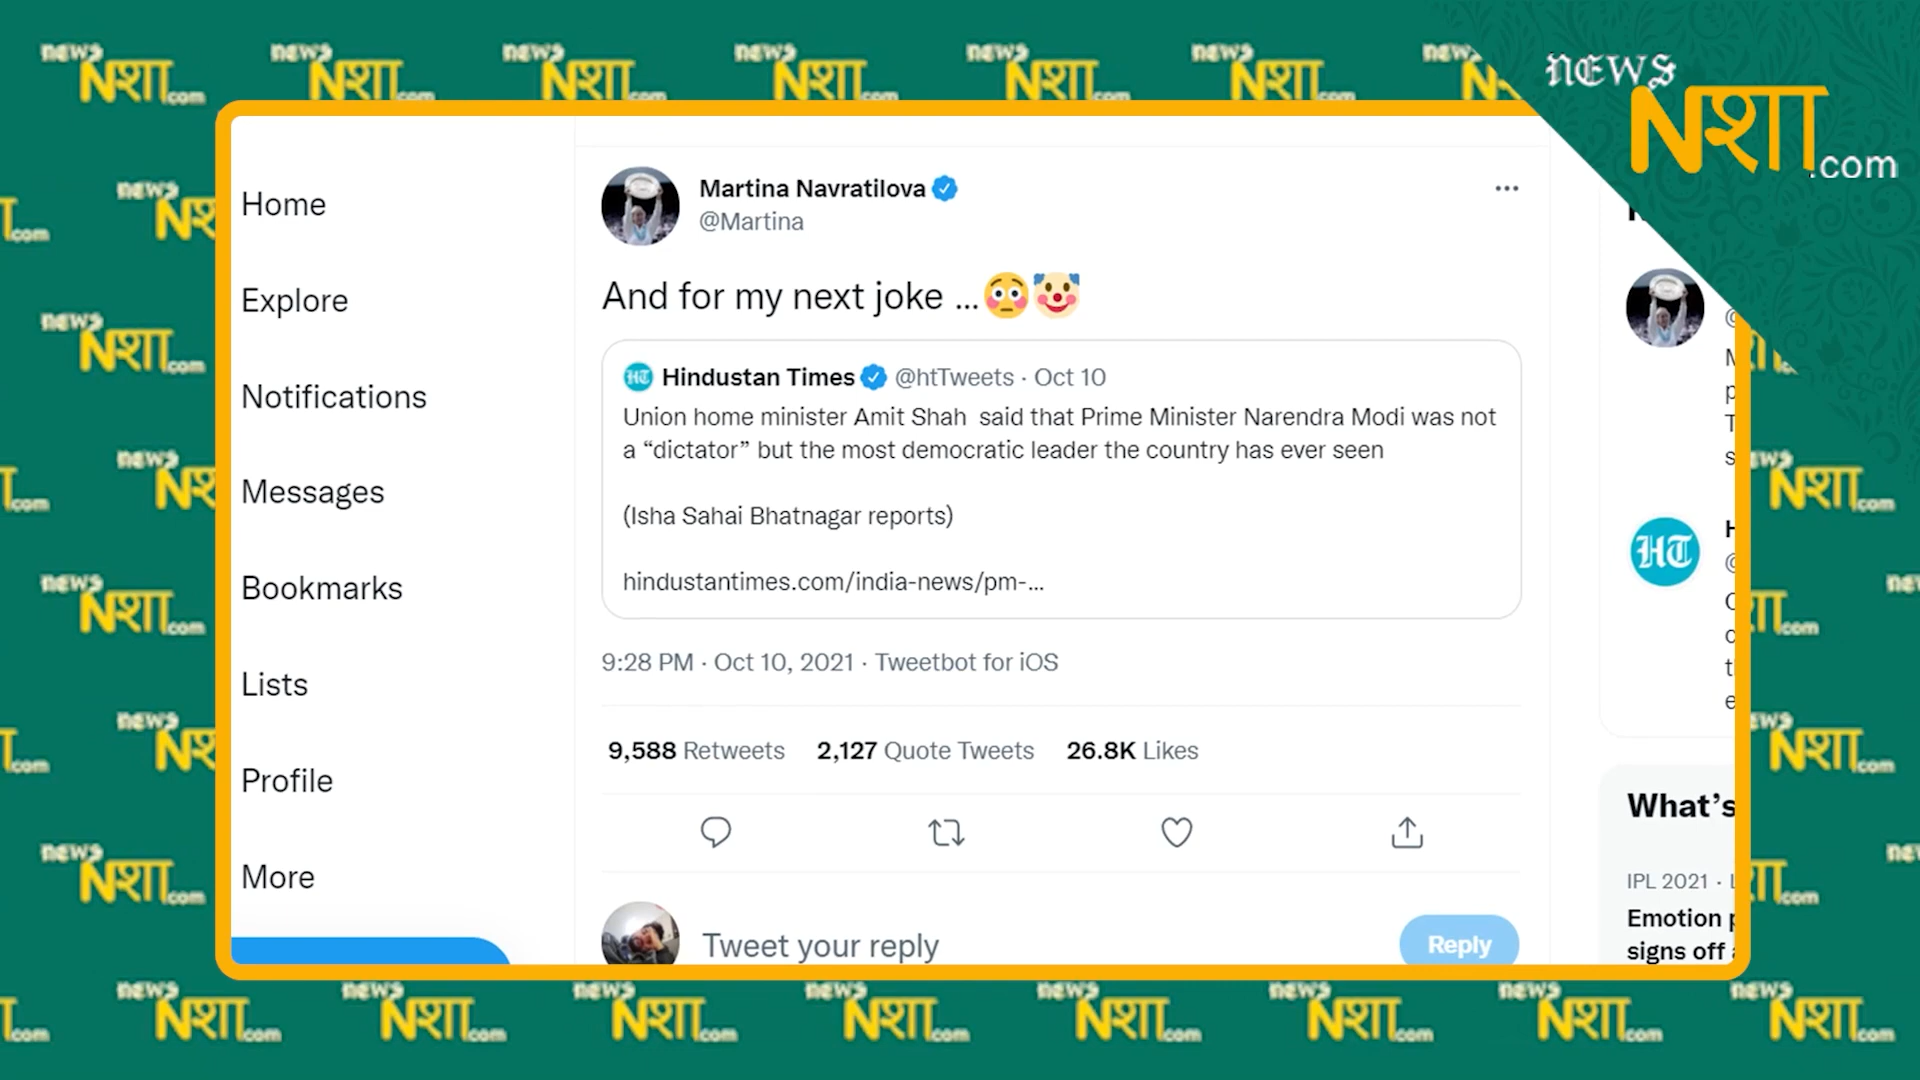 news
Nशा.com
Home
Explore
Notifications
Messages
Bookmarks
Lists
Profile
More
Martina Navratilova
@Martina
And for my next joke ...😳🤡
HT Hindustan Times @htTweets · Oct 10
Union home minister Amit Shah said that Prime Minister Narendra Modi was not
a “dictator” but the most democratic leader the country has ever seen
(Isha Sahai Bhatnagar reports)
hindustantimes.com/india-news/pm-...
9:28 PM · Oct 10, 2021 · Tweetbot for iOS
9,588 Retweets 2,127 Quote Tweets 26.8K Likes
Tweet your reply
Reply
HT
What’s
IPL 2021 ·
Emotion
signs off